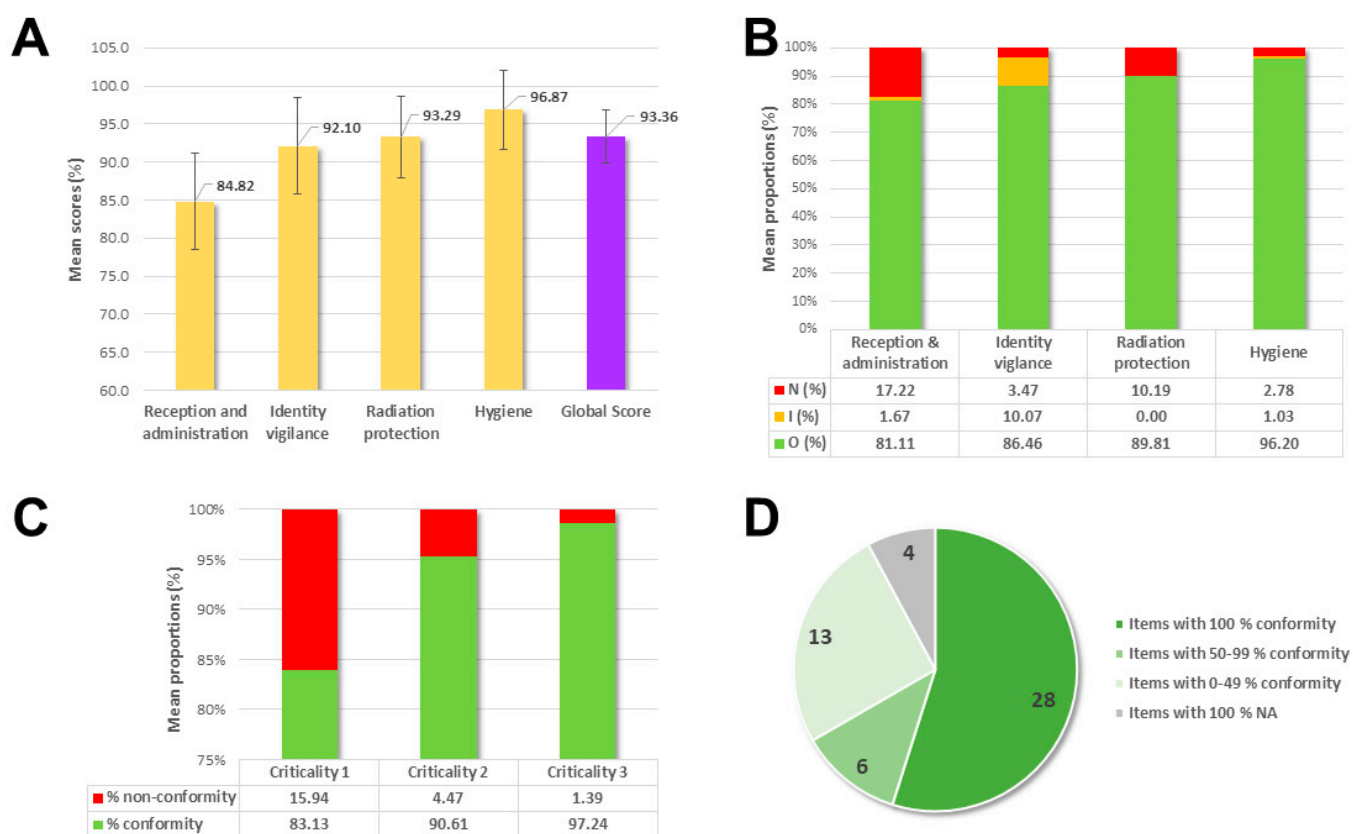 A
Mean scores (%)
105.0
100.0
95.0
90.0
85.0
80.0
75.0
70.0
65.0
60.0
84.82
92.10
93.29
96.87
93.36
Reception and
administration
Identity
vigilance
Radiation
protection
Hygiene
Global Score
B
Mean proportions (%)
100%
90%
80%
70%
60%
50%
40%
30%
20%
10%
0%
Reception &
administration
Identity
viglance
Radiation
protection
Hygiene
N (%) 17.22 3.47 10.19 2.78
I (%) 1.67 10.07 0.00 1.03
O (%) 81.11 86.46 89.81 96.20
C
Mean proportions (%)
100%
95%
90%
85%
80%
75%
Criticality 1 Criticality 2 Criticality 3
% non-conformity 15.94 4.47 1.39
% conformity 83.13 90.61 97.24
D
4
13
28
6
Items with 100 % conformity
Items with 50-99 % conformity
Items with 0-49 % conformity
Items with 100 % NA